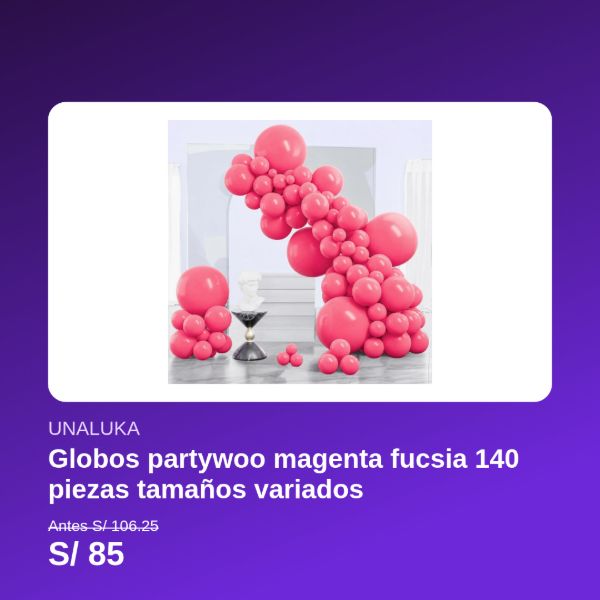 UNALUKA
Globos partywoo magenta fucsia 140
piezas tamaños variados
Antes S/ 106.25
S/ 85